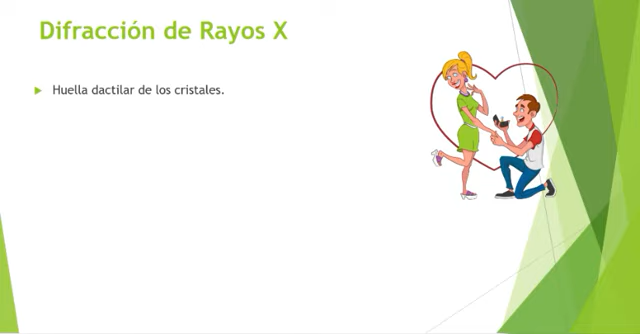 Difracción de Rayos X
Huella dactilar de los cristales.